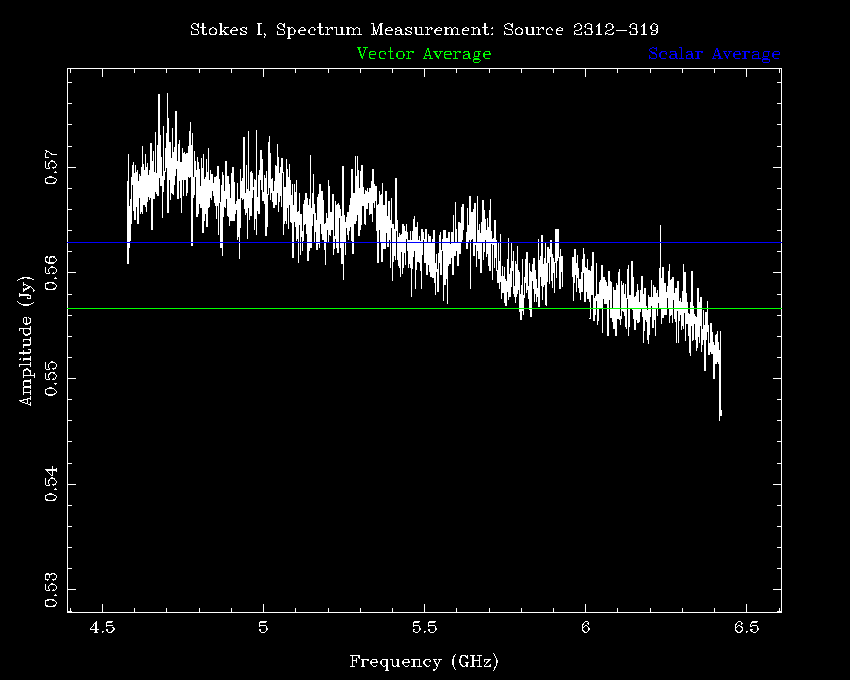 Stokes I, Spectrum Measurement: Source 2312−319
Vector Average Scalar Average
0.57
0.56
0.55
0.54
0.53
Amplitude (Jy)
4.5 5 5.5 6 6.5
Frequency (GHz)